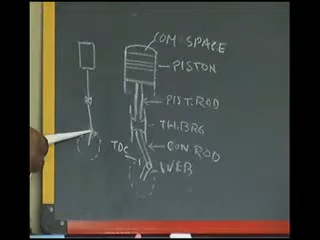 COM SPACE
PISTON
PIST.ROD
TH.BRG
CON ROD
TDC
WEB